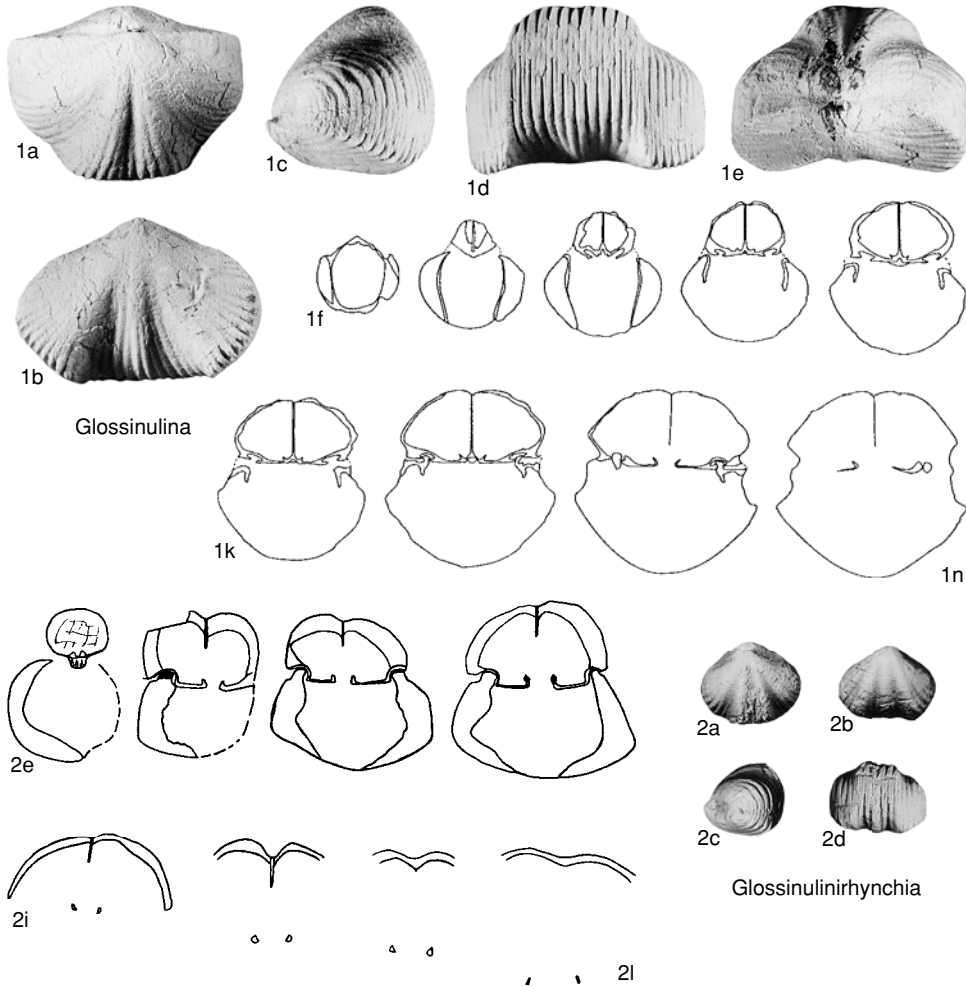 1a
1c
1d
1e
1b
1f
Glossinulina
1k
1n
2e
2a
2b
2c
2d
Glossinulinirhynchia
2i
2l